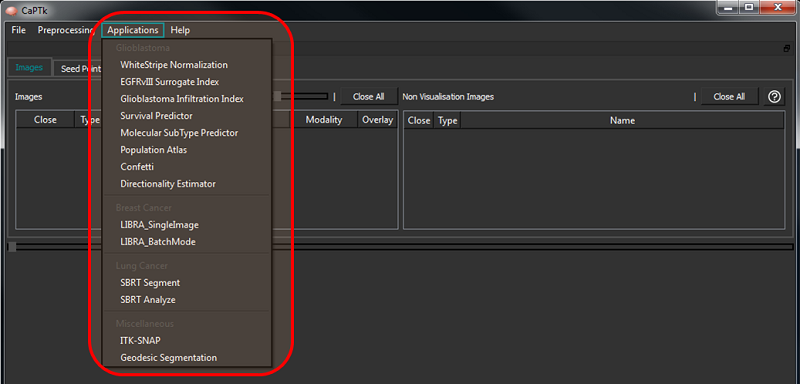 CaPTk
File Preprocessing Applications Help
Images Seed Point
Glioblastoma
WhiteStripe Normalization
EGFRvIII Surrogate Index
Glioblastoma Infiltration Index
Survival Predictor
Molecular SubType Predictor
Population Atlas
Confetti
Directionality Estimator
Breast Cancer
LIBRA_SingleImage
LIBRA_BatchMode
Lung Cancer
SBRT Segment
SBRT Analyze
Miscellaneous
ITK-SNAP
Geodesic Segmentation
Images Close All
Close Type Modality Overlay
Non Visualisation Images Close All ?
Close Type Name